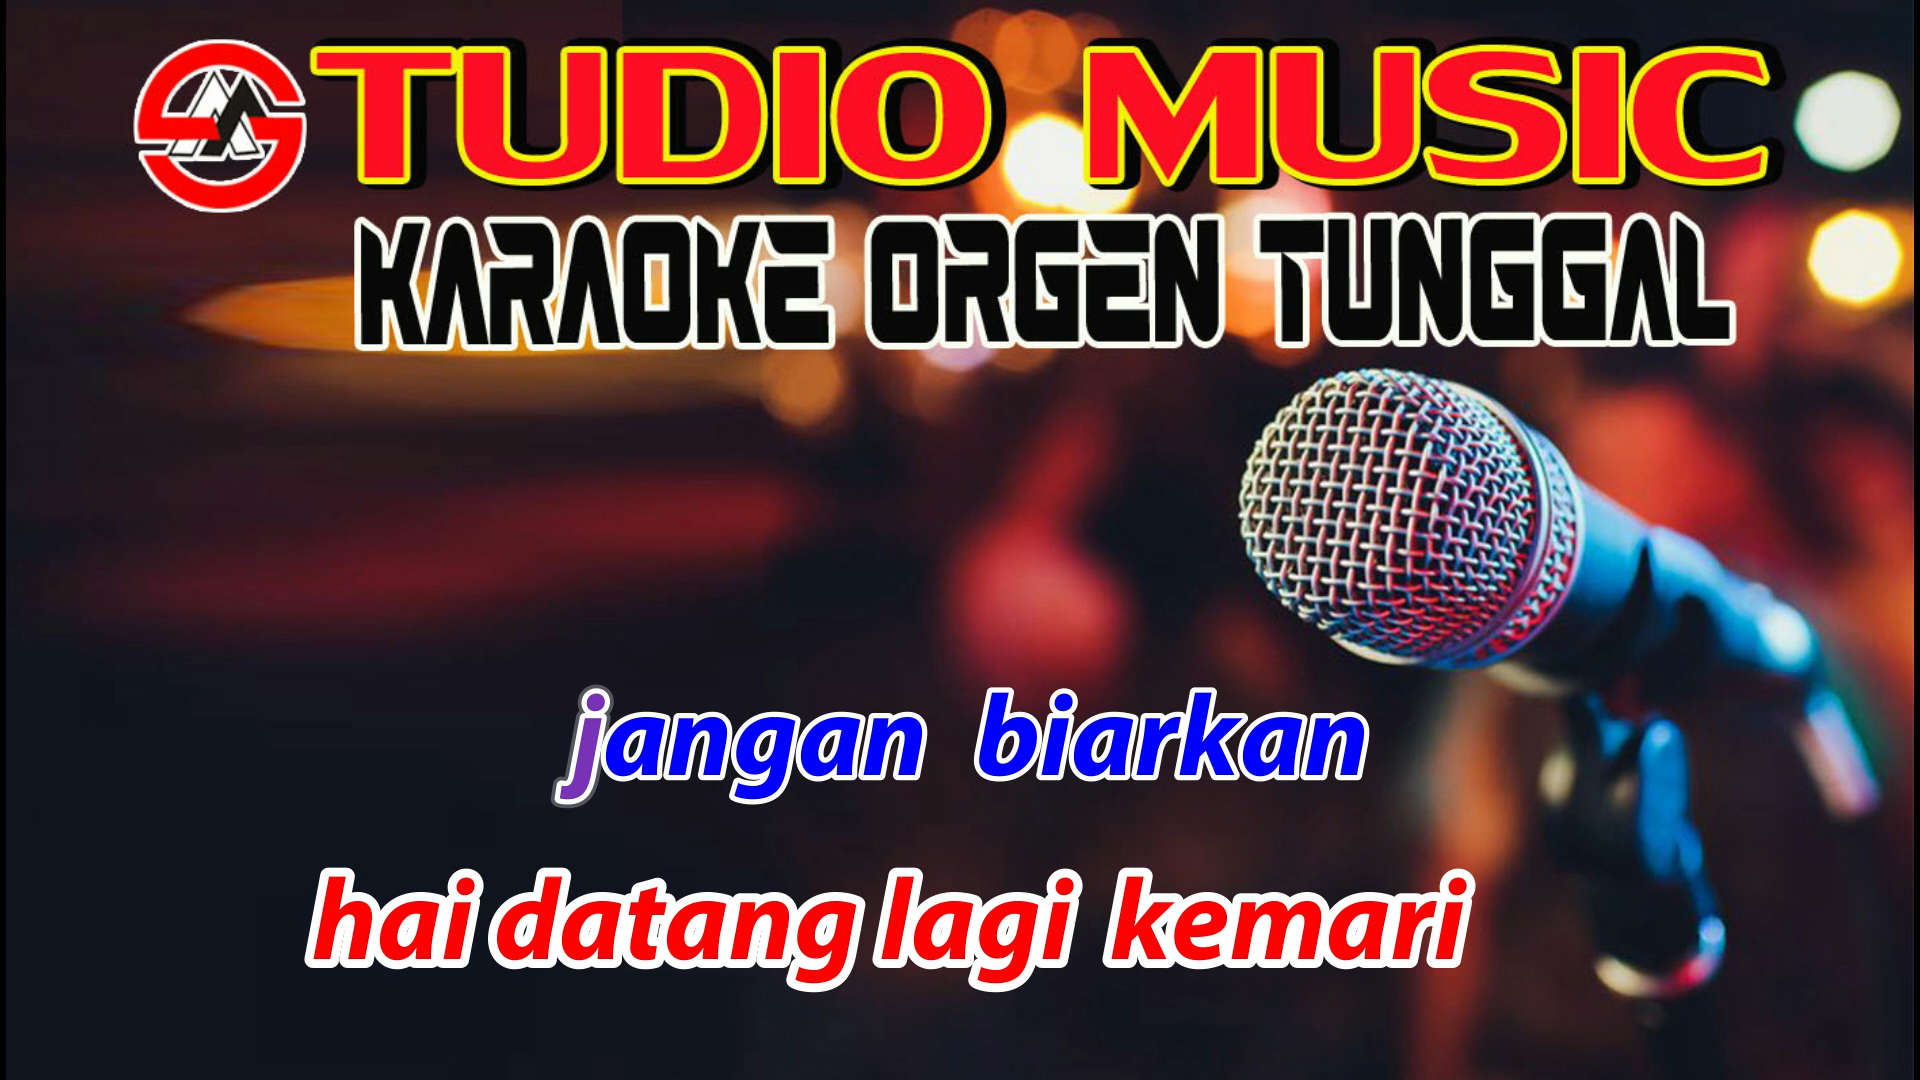 STUDIO MUSIC
KARAOKE ORGEN TUNGGAL
jangan biarkan
hai datang lagi kemari